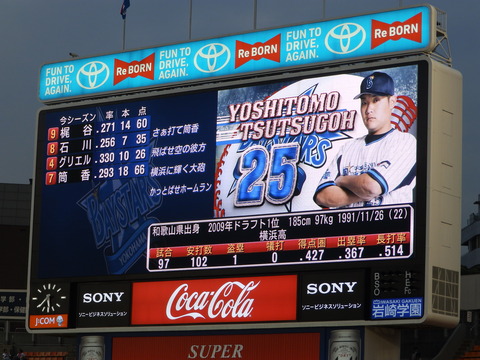 FUN TO DRIVE, AGAIN. TOYOTA ReBORN FUN TO DRIVE, AGAIN. TOYOTA ReBORN FUN TO DRIVE, AGAIN. TOYOTA ReBORN
今シーズン 率 本 点
9 梶谷 .271 14 60
8 石川 .256 7 35
4 グリエル .330 10 26
7 筒香 .293 18 66
さぁ打て筒香
飛ばせ空の彼方
横浜に輝く大砲
かっとばせホームラン
YOSHITOMO
TSUTSUGOH
25
BAYSTARS
YOKOHAMA
和歌山県出身 2009年ドラフト1位 185cm 97kg 1991/11/26 (22)
横浜高
試合 安打数 盗塁 犠打 得点圏 出塁率 長打率
97 102 1 0 .427 .367 .514
J:COM
SONY
ソニービジネスソリューション
Coca-Cola
SONY
ソニービジネスソリューション
IWASAKI GAKUEN
岩崎学園
SUPER